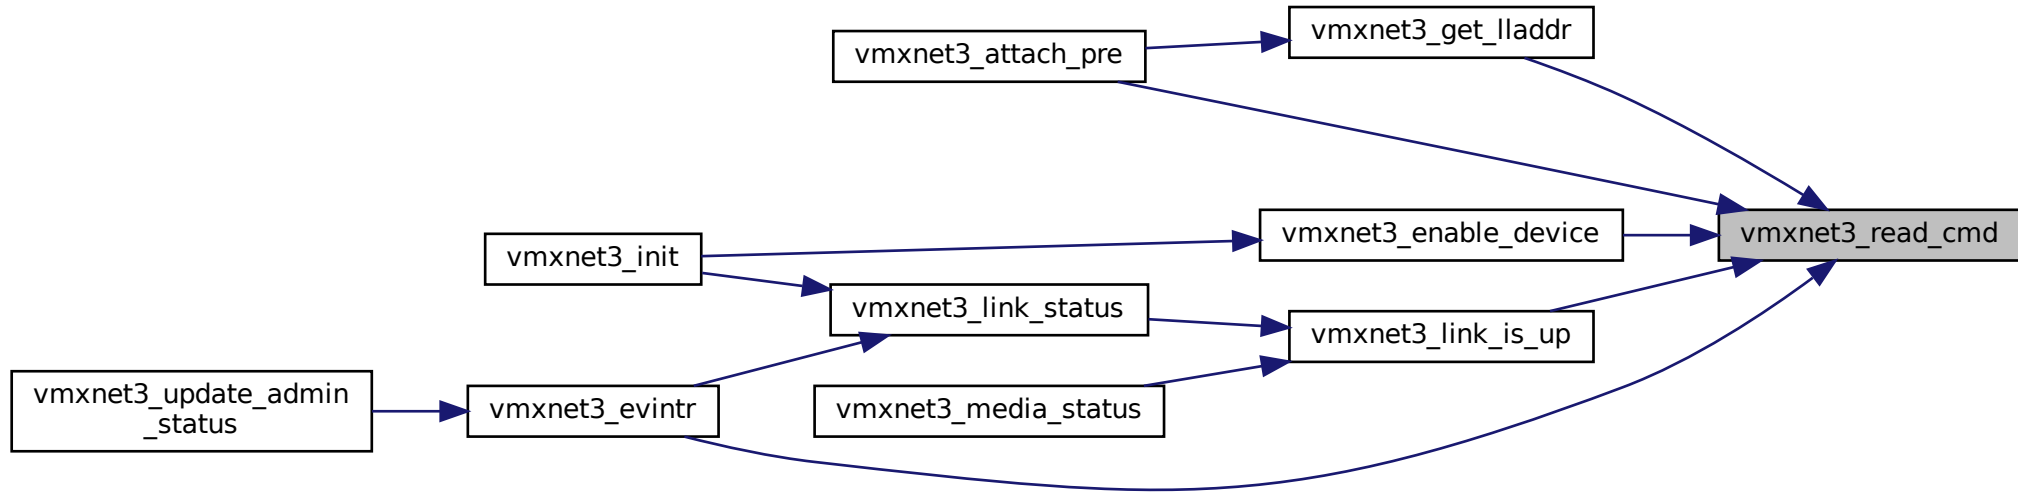 vmxnet3_get_lladdr
vmxnet3_attach_pre
vmxnet3_enable_device
vmxnet3_read_cmd
vmxnet3_init
vmxnet3_link_status
vmxnet3_link_is_up
vmxnet3_update_admin
_status
vmxnet3_evintr
vmxnet3_media_status